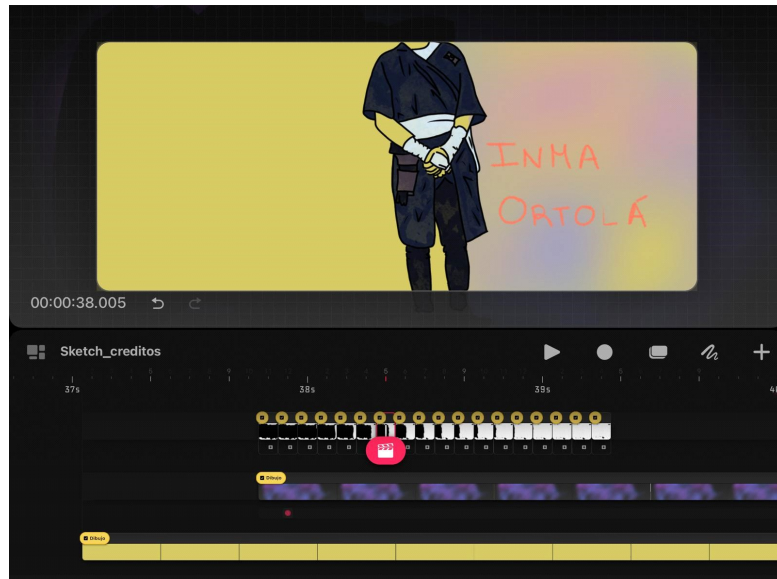 INMA
ORTOLÁ
00:00:38.005
Sketch_creditos
37s
38s
39s
Dibujo
Dibujo